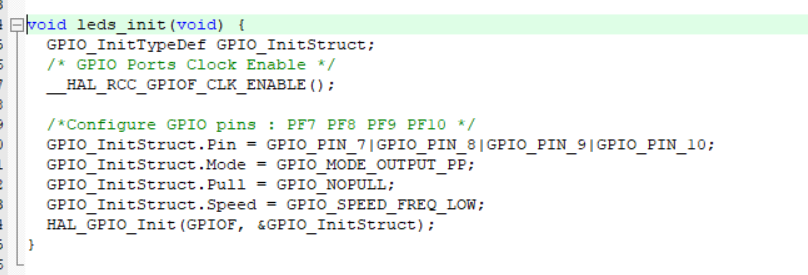 void leds_init(void) {
GPIO_InitTypeDef GPIO_InitStruct;
/* GPIO Ports Clock Enable */
__HAL_RCC_GPIOF_CLK_ENABLE();
/*Configure GPIO pins : PF7 PF8 PF9 PF10 */
GPIO_InitStruct.Pin = GPIO_PIN_7|GPIO_PIN_8|GPIO_PIN_9|GPIO_PIN_10;
GPIO_InitStruct.Mode = GPIO_MODE_OUTPUT_PP;
GPIO_InitStruct.Pull = GPIO_NOPULL;
GPIO_InitStruct.Speed = GPIO_SPEED_FREQ_LOW;
HAL_GPIO_Init(GPIOF, &GPIO_InitStruct);
}